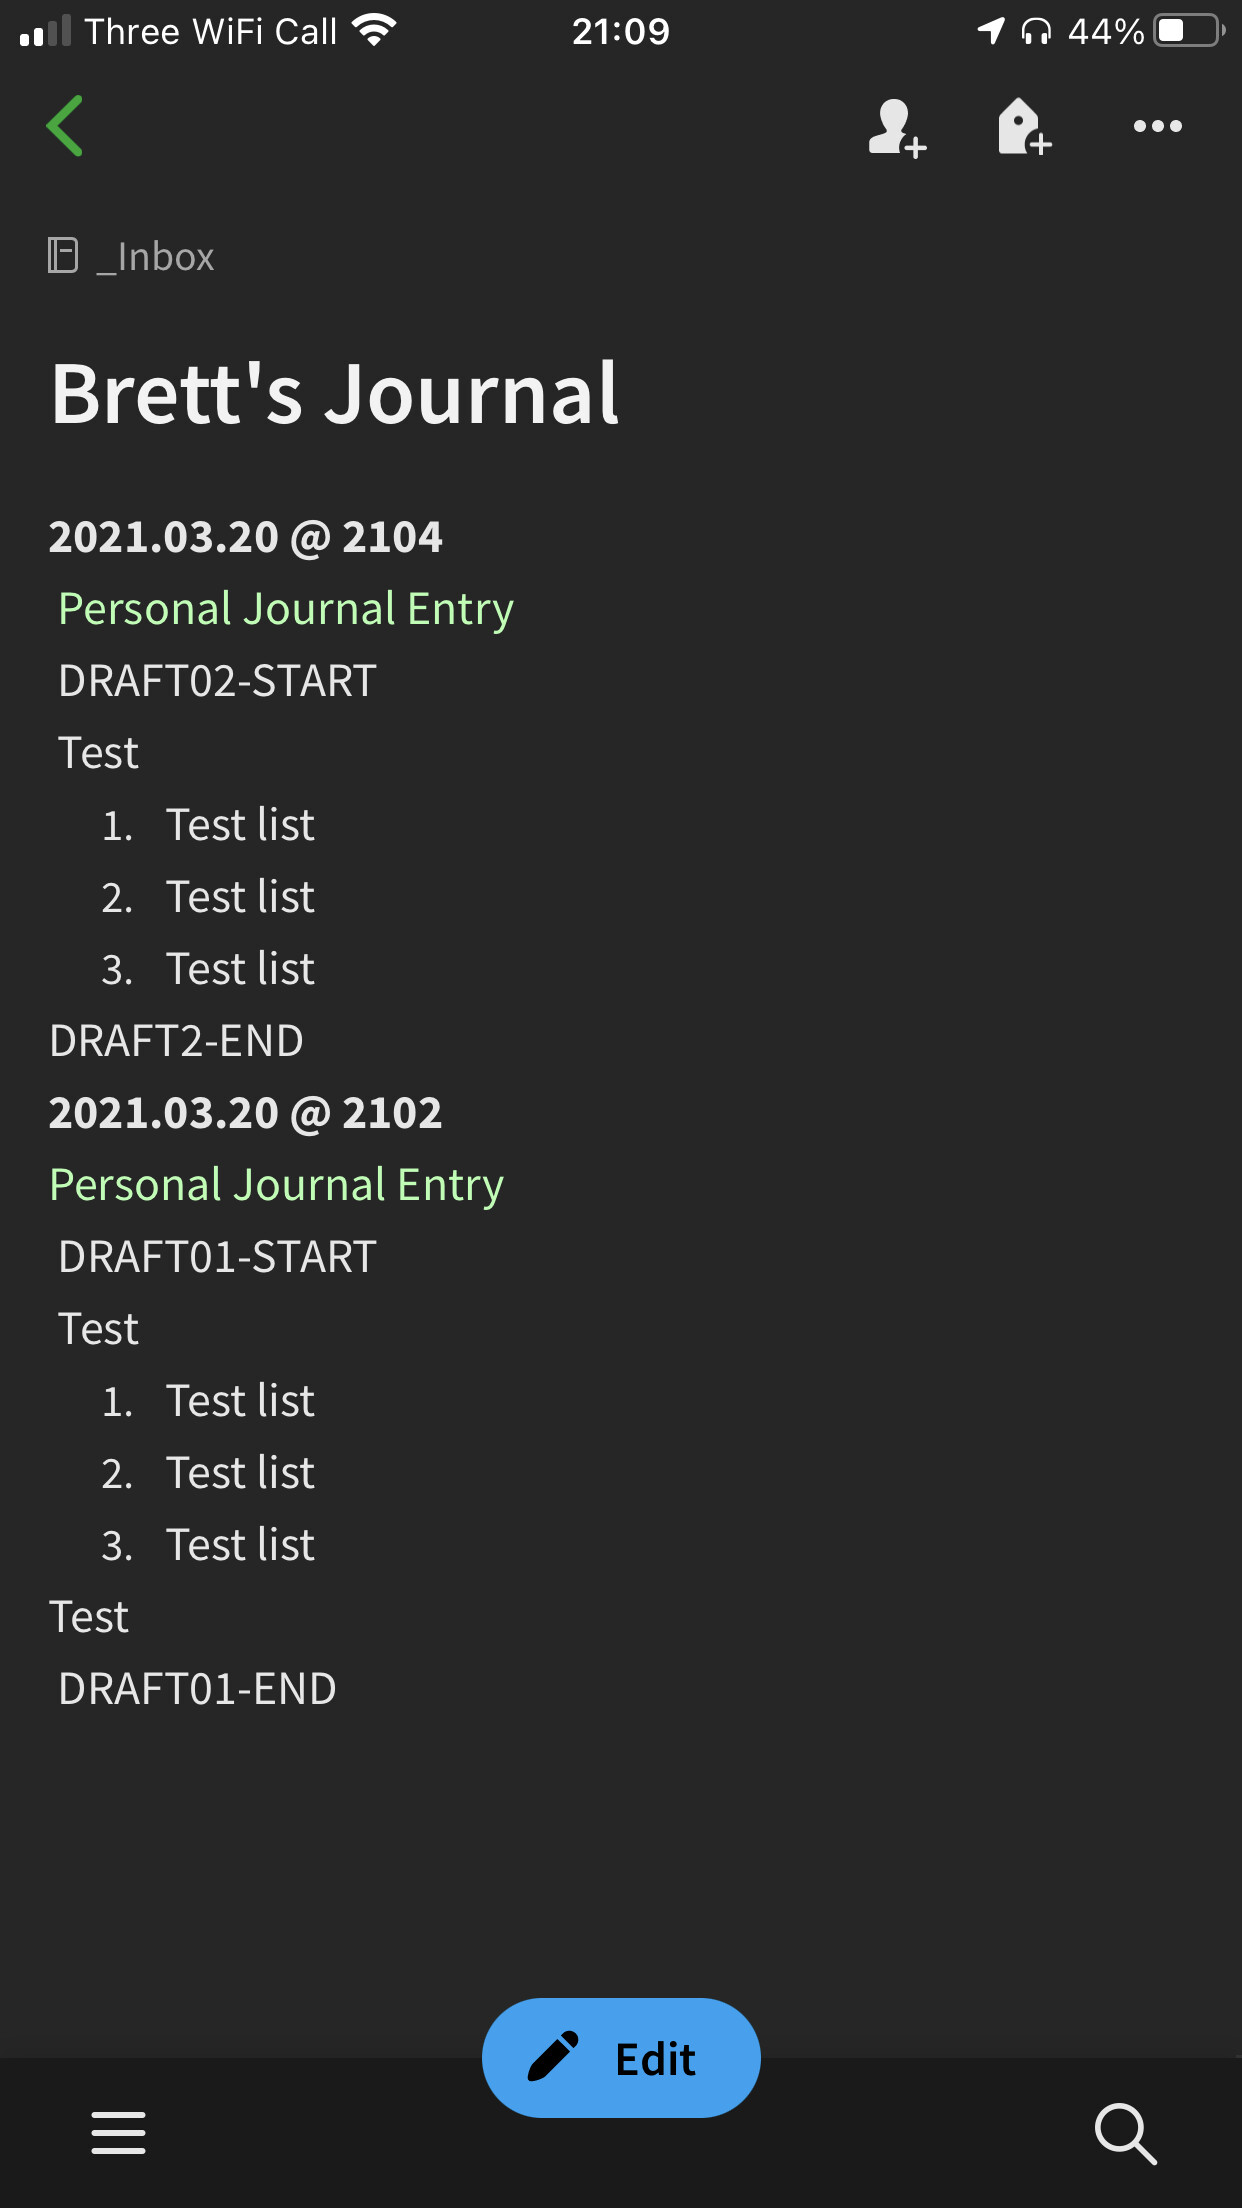 Three WiFi Call 21:09 44%
_Inbox
Brett's Journal
2021.03.20 @ 2104
Personal Journal Entry
DRAFT02-START
Test
1. Test list
2. Test list
3. Test list
DRAFT2-END
2021.03.20 @ 2102
Personal Journal Entry
DRAFT01-START
Test
1. Test list
2. Test list
3. Test list
Test
DRAFT01-END
Edit